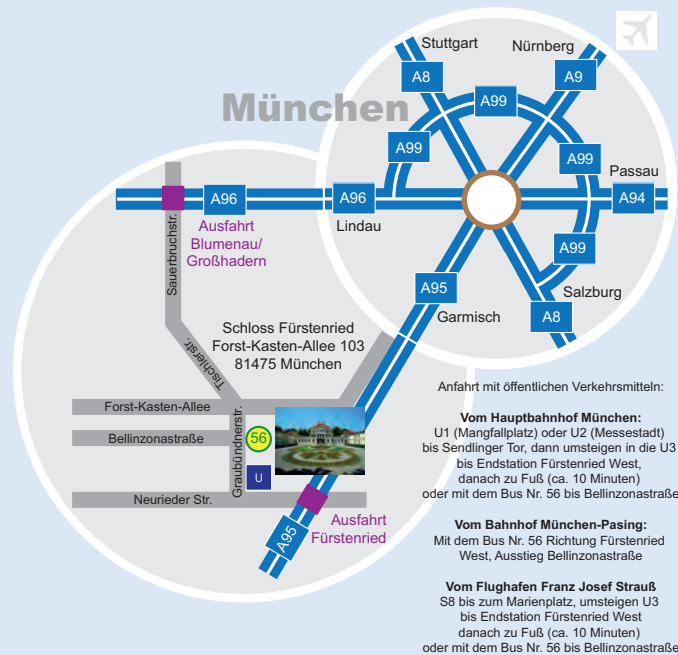 Stuttgart
Nürnberg
A8
A9
München
A99
A99
A99
Passau
A96
A96
A94
Ausfahrt
Blumenau/
Großhadern
Lindau
Sauerbruchstr.
A99
A95
Salzburg
Garmisch
A8
Schloss Fürstenried
Forst-Kasten-Allee 103
81475 München
Tischlerstr.
Forst-Kasten-Allee
Bellinzonastraße
56
Graubündnerstr.
U
Neurieder Str.
Ausfahrt
Fürstenried
A95
Anfahrt mit öffentlichen Verkehrsmitteln:
Vom Hauptbahnhof München:
U1 (Mangfallplatz) oder U2 (Messestadt)
bis Sendlinger Tor, dann umsteigen in die U3
bis Endstation Fürstenried West,
danach zu Fuß (ca. 10 Minuten)
oder mit dem Bus Nr. 56 bis Bellinzonastraße
Vom Bahnhof München-Pasing:
Mit dem Bus Nr. 56 Richtung Fürstenried
West, Ausstieg Bellinzonastraße
Vom Flughafen Franz Josef Strauß
S8 bis zum Marienplatz, umsteigen U3
bis Endstation Fürstenried West
danach zu Fuß (ca. 10 Minuten)
oder mit dem Bus Nr. 56 bis Bellinzonastraße